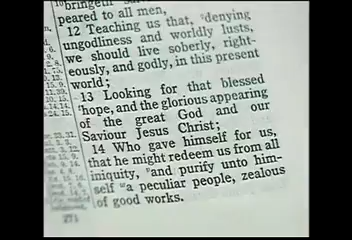 bringeth
peared to all men,
12 Teaching us that, denying
ungodliness and worldly lusts,
we should live soberly, right-
eously, and godly, in this present
world;
13 Looking for that blessed
hope, and the glorious appearing
of the great God and our
Saviour Jesus Christ;
14 Who gave himself for us,
that he might redeem us from all
iniquity, and purify unto him-
self a peculiar people, zealous
of good works.
271